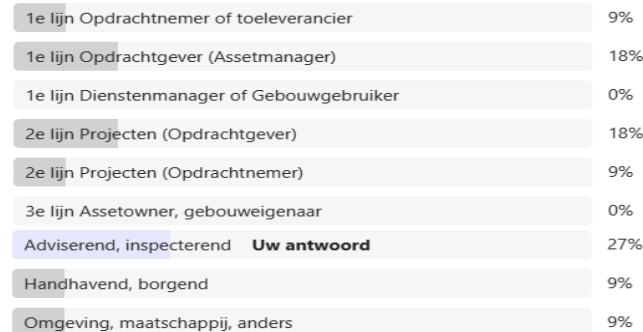 1e lijn Opdrachtnemer of toeleverancier 9%
1e lijn Opdrachtgever (Assetmanager) 18%
1e lijn Dienstenmanager of Gebouwgebruiker 0%
2e lijn Projecten (Opdrachtgever) 18%
2e lijn Projecten (Opdrachtnemer) 9%
3e lijn Assetowner, gebouweigenaar 0%
Adviserend, inspecterend Uw antwoord 27%
Handhavend, borgend 9%
Omgeving, maatschappij, anders 9%